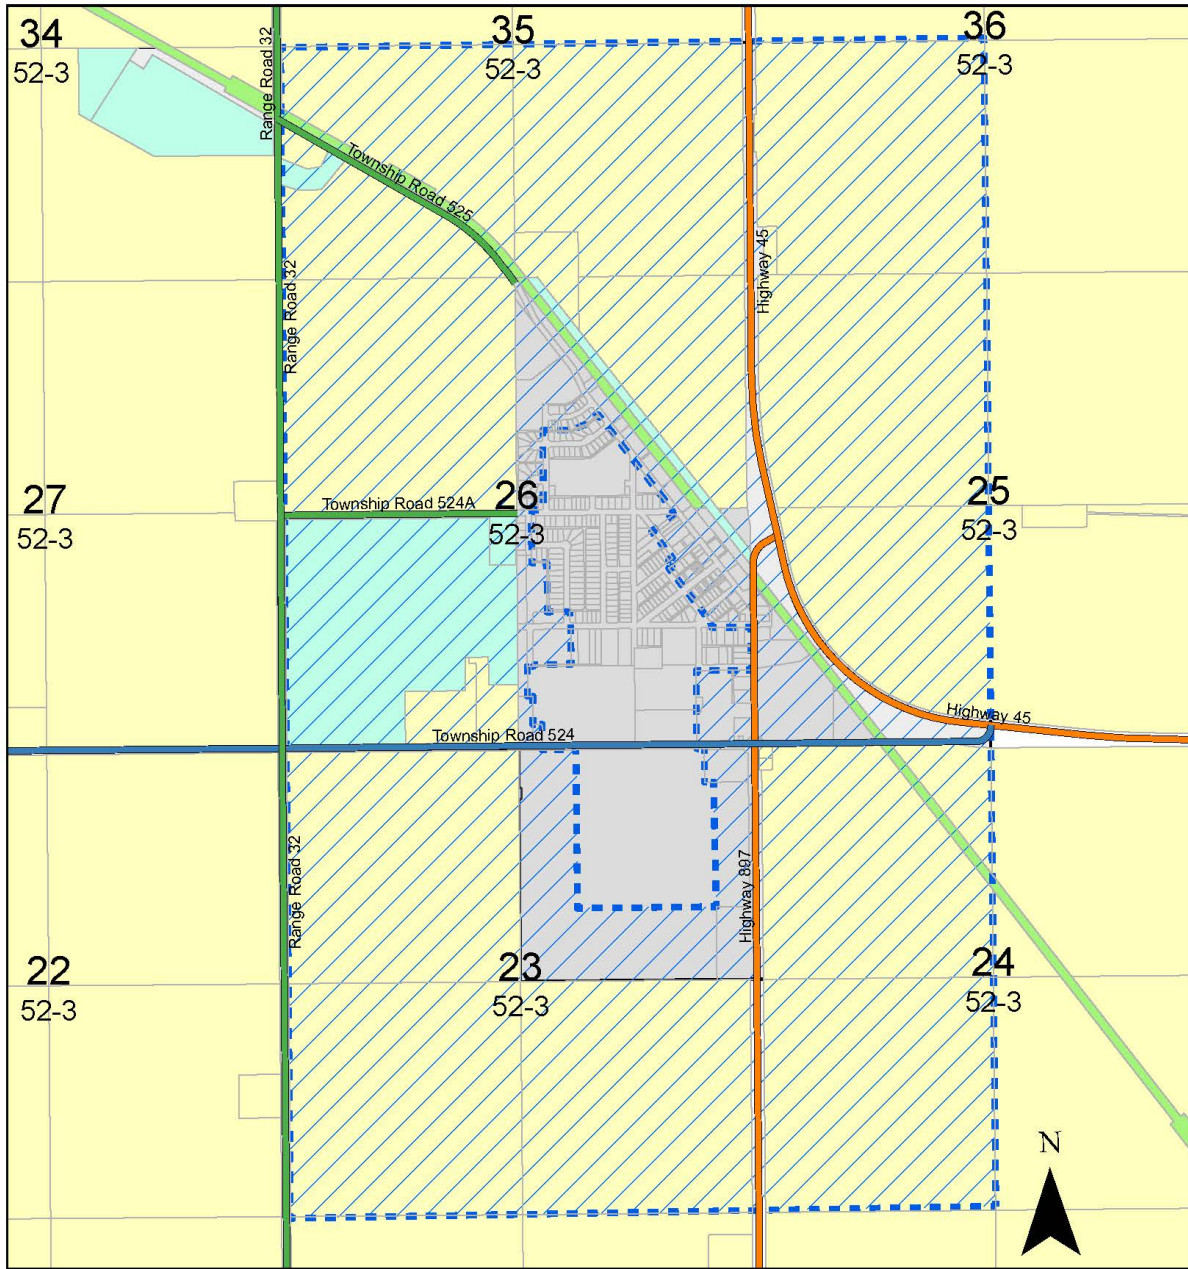 34
52-3
Range Road 32
35
52-3
36
52-3
Township Road 525
Highway 45
Range Road 32
27
52-3
Township Road 524A
26
52-3
25
52-3
Highway 45
Township Road 524
Range Road 32
Highway 897
22
52-3
23
52-3
24
52-3
N